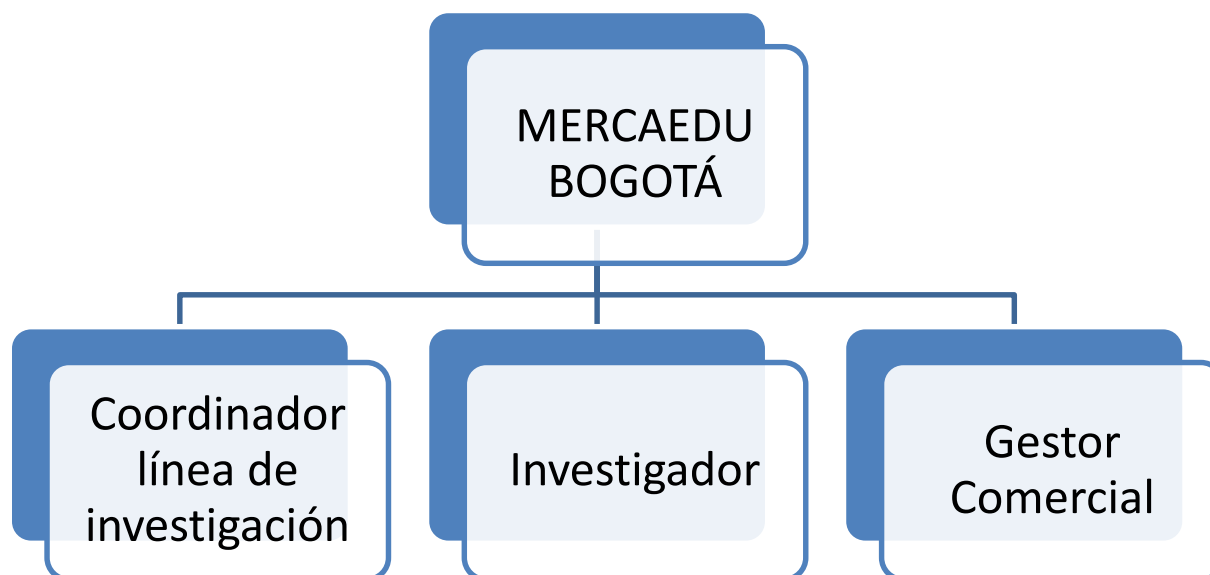 MERCAEDU
BOGOTÁ
Coordinador
línea de
investigación
Investigador
Gestor
Comercial